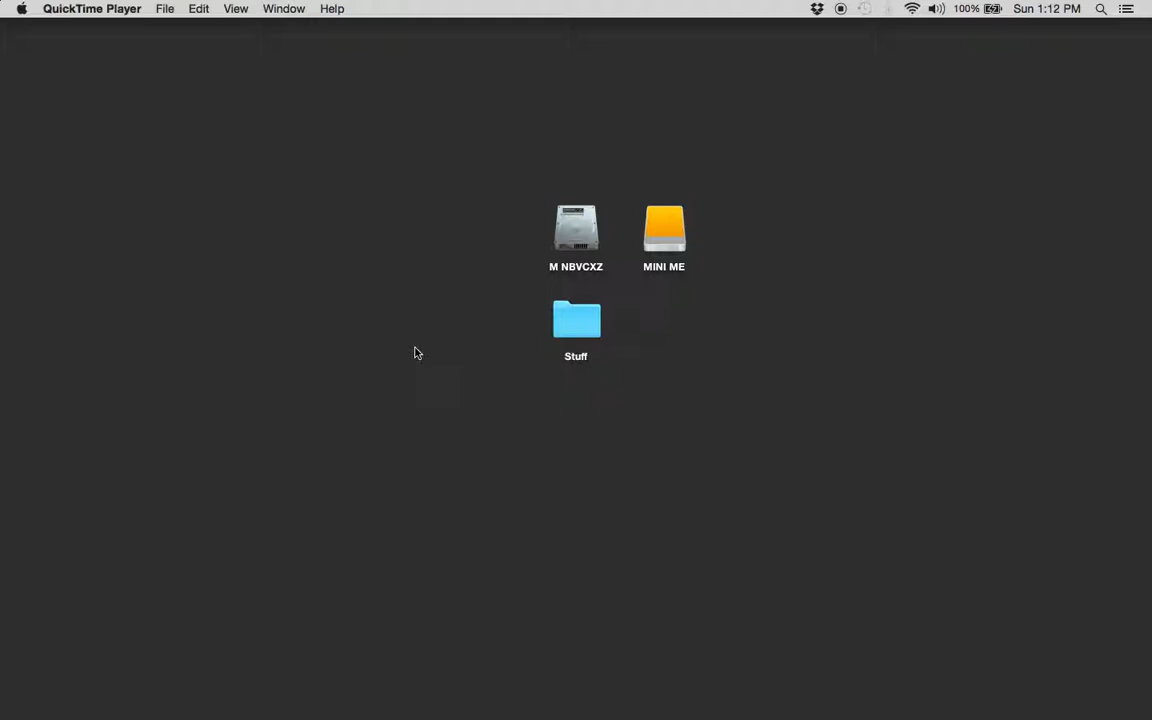 QuickTime Player File Edit View Window Help 100% Sun 1:12 PM
M NBVCXZ MINI ME
Stuff